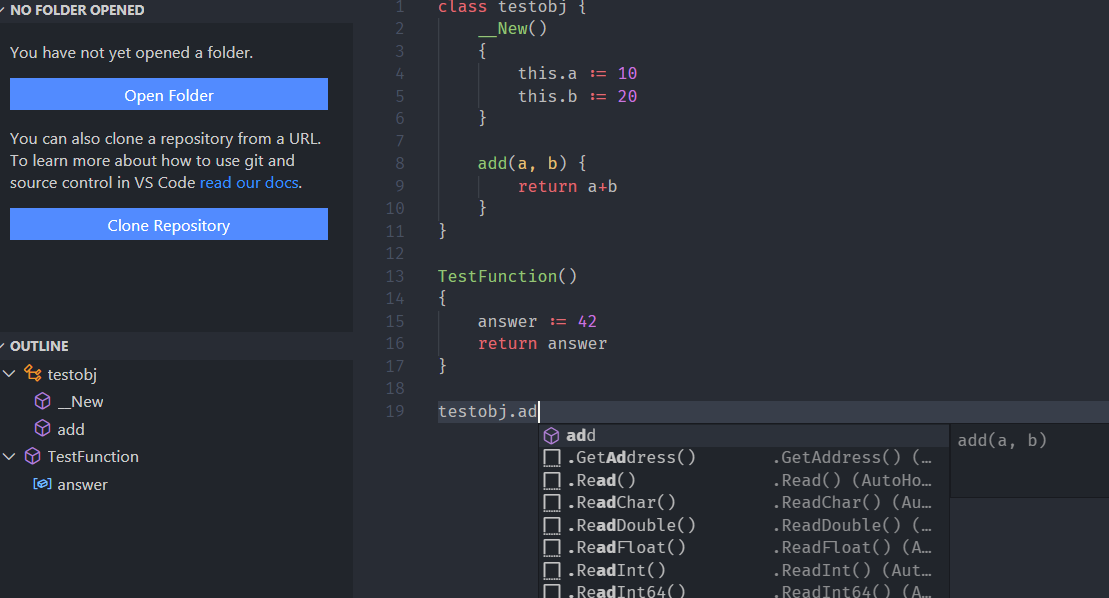 NO FOLDER OPENED
You have not yet opened a folder.
Open Folder
You can also clone a repository from a URL.
To learn more about how to use git and
source control in VS Code read our docs.
Clone Repository
OUTLINE
testobj
__New
add
TestFunction
answer
1 class testobj {
2 __New()
3 {
4 this.a := 10
5 this.b := 20
6 }
7
8 add(a, b) {
9 return a+b
10 }
11 }
12
13 TestFunction()
14 {
15 answer := 42
16 return answer
17 }
18
19 testobj.ad
add
.GetAddress() .GetAddress() (…
.Read() .Read() (AutoHo…
.ReadChar() .ReadChar() (Au…
.ReadDouble() .ReadDouble() (…
.ReadFloat() .ReadFloat() (A…
.ReadInt() .ReadInt() (Aut…
.ReadInt64() .ReadInt64() (A…
add(a, b)